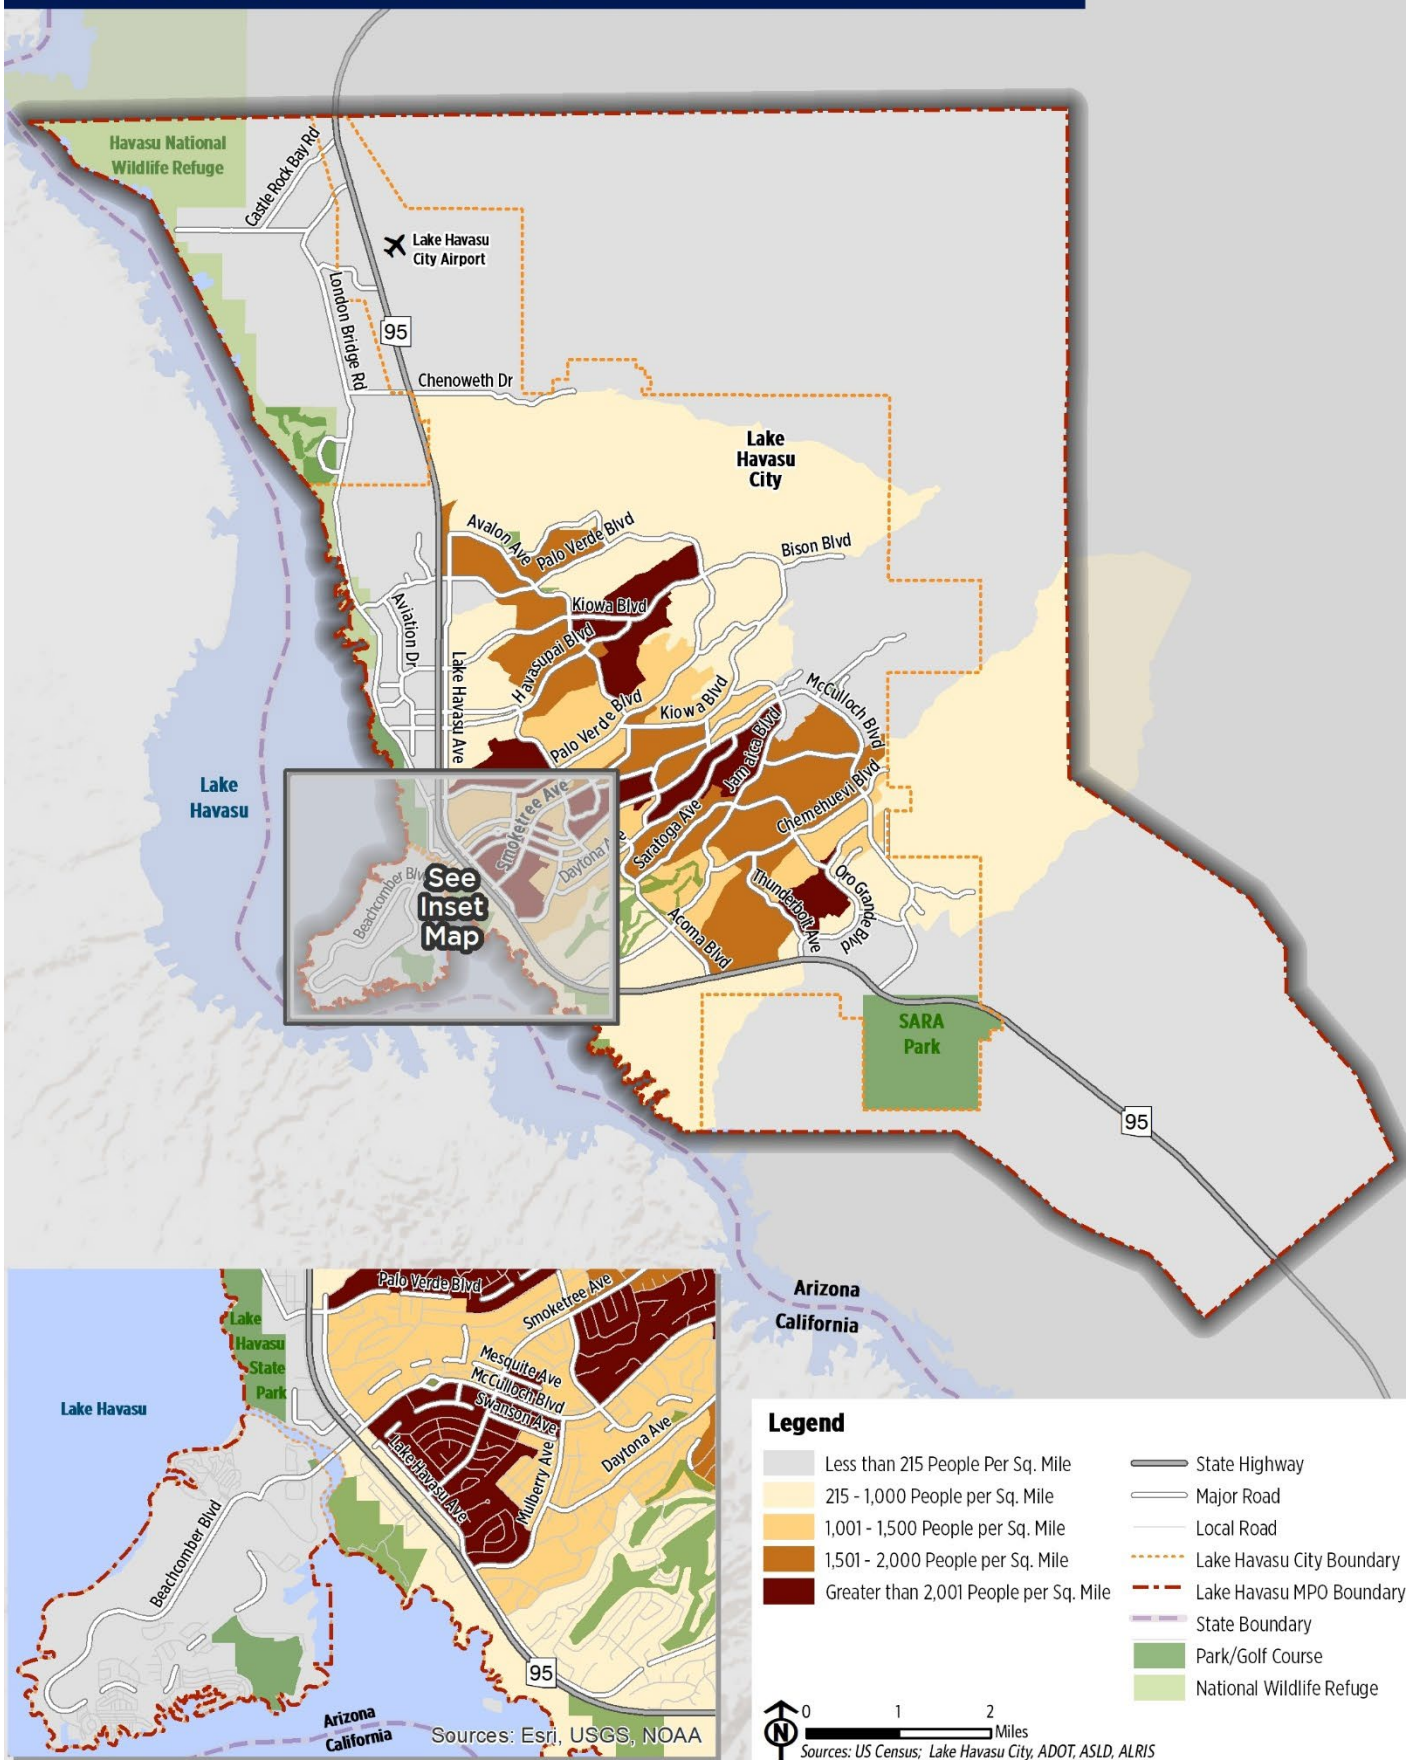 Havasu National
Wildlife Refuge
Castle Rock Bay Rd
Lake Havasu
City Airport
London Bridge Rd
95
Chenoweth Dr
Lake
Havasu
City
Avalon Ave
Palo Verde Blvd
Bison Blvd
Kiowa Blvd
Aviation Dr
Havasupai Blvd
Lake Havasu Ave
Palo Verde Blvd
Kiowa Blvd
McCulloch Blvd
Jamaica Blvd
Lake
Havasu
Smoketree Ave
Chemehuevi Blvd
Saratoga Ave
Daytona A
e
Beachcomber Blv
See
Inset
Map
Thunderbolt Ave
Oro Grande Blvd
Acoma Blvd
SARA
Park
95
Arizona
California
Palo Verde Blvd
Smoketree Ave
Lake
Havasu
State
Park
Mesquite Ave
McCulloch Blvd
Swanson Ave
Lake Havasu
Lake Havasu Ave
Mulberry Ave
Daytona Ave
Beachcomber Blvd
95
Arizona
California
Sources: Esri, USGS, NOAA
Legend
Less than 215 People Per Sq. Mile
215 - 1,000 People per Sq. Mile
1,001 - 1,500 People per Sq. Mile
1,501 - 2,000 People per Sq. Mile
Greater than 2,001 People per Sq. Mile
State Highway
Major Road
Local Road
Lake Havasu City Boundary
Lake Havasu MPO Boundary
State Boundary
Park/Golf Course
National Wildlife Refuge
N
0 1 2
Miles
Sources: US Census; Lake Havasu City, ADOT, ASLD, ALRIS